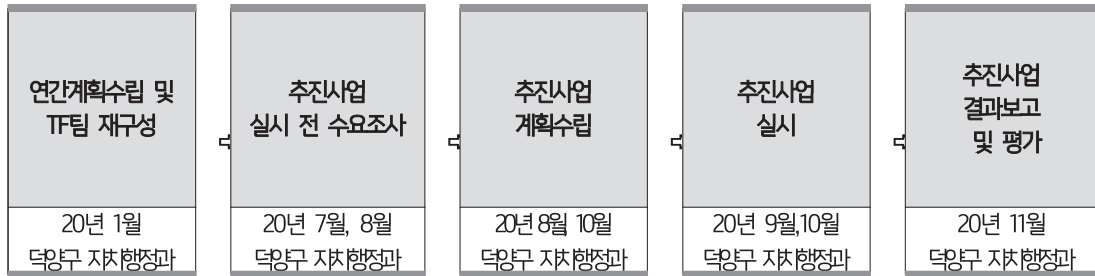 연간계획수립 및
TF팀 재구성
20년 1월
덕양구 자치행정과
추진사업
실시 전 수요조사
20년 7월, 8월
덕양구 자치행정과
추진사업
계획수립
20년 8월, 10월
덕양구 자치행정과
추진사업
실시
20년 9월,10월
덕양구 자치행정과
추진사업
결과보고
및 평가
20년 11월
덕양구 자치행정과